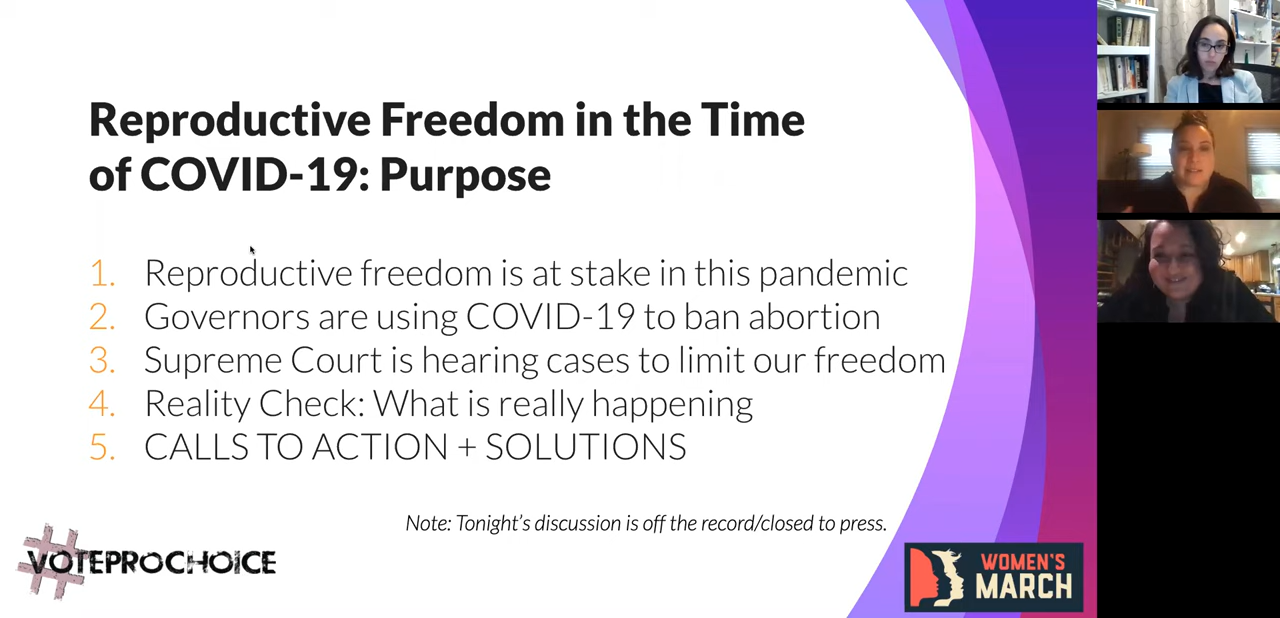 Reproductive Freedom in the Time
of COVID-19: Purpose
1. Reproductive freedom is at stake in this pandemic
2. Governors are using COVID-19 to ban abortion
3. Supreme Court is hearing cases to limit our freedom
4. Reality Check: What is really happening
5. CALLS TO ACTION + SOLUTIONS
Note: Tonight's discussion is off the record/closed to press.
#VOTEPROCHOICE
WOMEN'S
MARCH